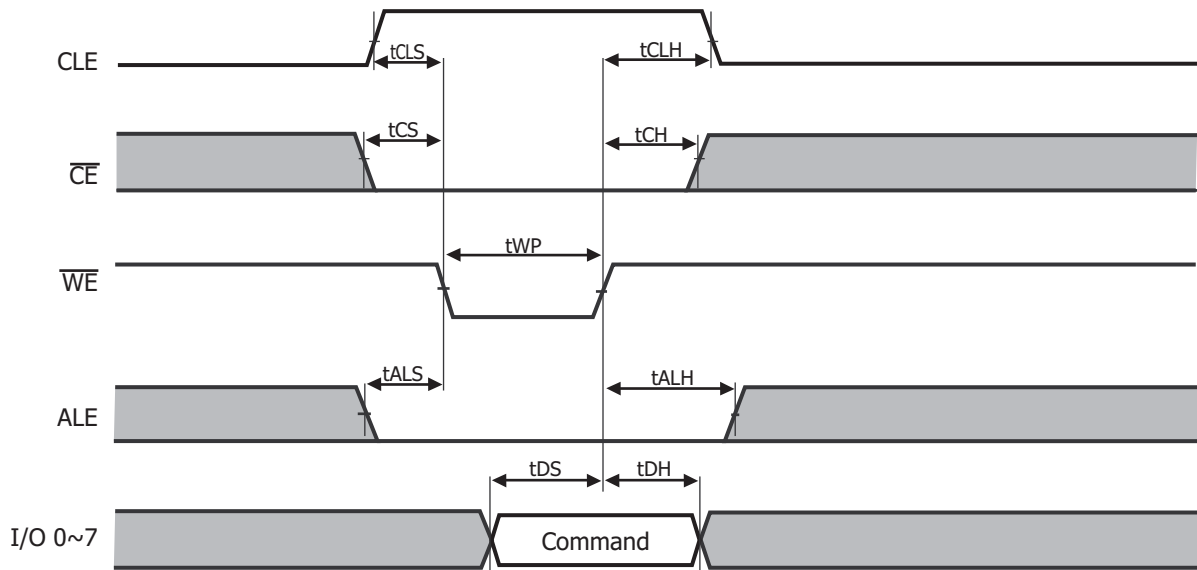 CLE
tCLS
tCLH
CE
tCS
tCH
WE
tWP
ALE
tALS
tALH
I/O 0~7
tDS
tDH
Command